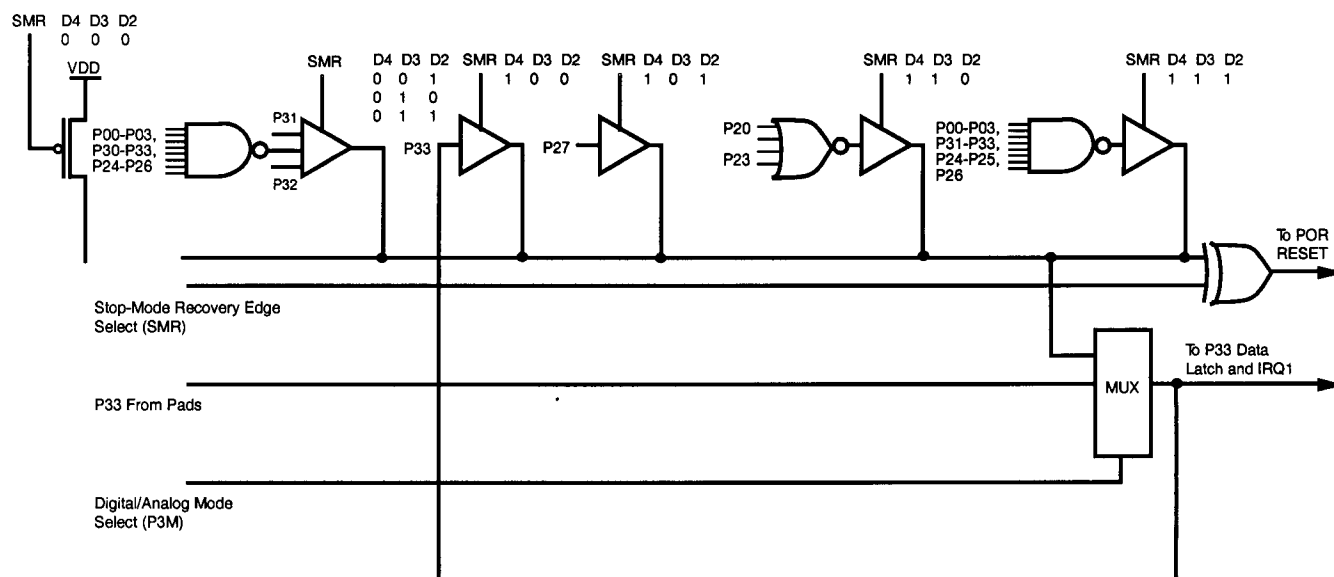 SMR D4 D3 D2
0 0 0
VDD
P00-P03,
P30-P33,
P24-P26
P31
P32
SMR D4 D3 D2
0 0 1
0 1 0
0 1 1
SMR D4 D3 D2
1 0 0
P33
SMR D4 D3 D2
1 0 1
P27
SMR D4 D3 D2
1 1 0
P20
P23
SMR D4 D3 D2
1 1 1
P00-P03,
P31-P33,
P24-P25,
P26
To POR
RESET
Stop-Mode Recovery Edge
Select (SMR)
To P33 Data
Latch and IRQ1
MUX
P33 From Pads
Digital/Analog Mode
Select (P3M)